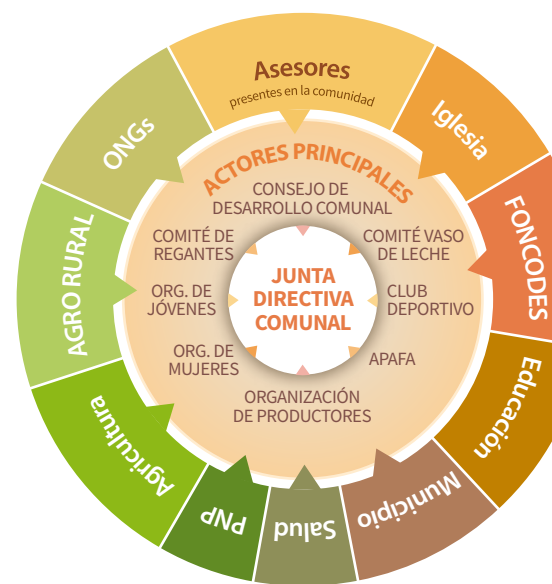 Asesores
presentes en la comunidad
Iglesia
FONCODES
Educación
Municipio
Salud
PNP
Agricultura
AGRO RURAL
ONGs
ACTORES PRINCIPALES
CONSEJO DE
DESARROLLO COMUNAL
COMITÉ VASO
DE LECHE
CLUB
DEPORTIVO
APAFA
ORGANIZACIÓN
DE PRODUCTORES
ORG. DE
MUJERES
ORG. DE
JÓVENES
COMITÉ DE
REGANTES
JUNTA
DIRECTIVA
COMUNAL